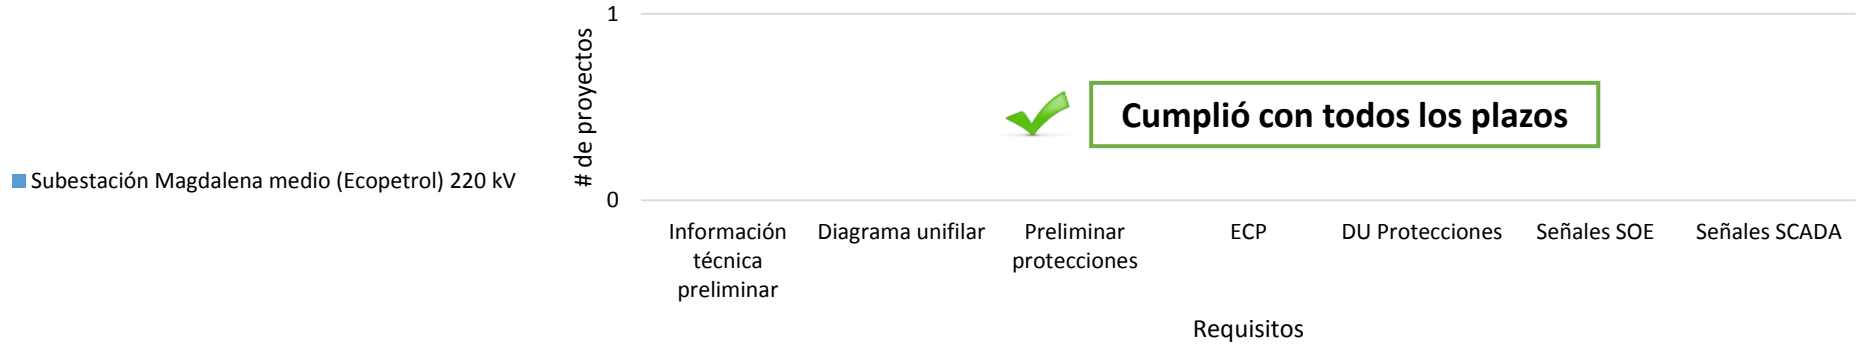 1
# de proyectos
Cumplió con todos los plazos
Subestación Magdalena medio (Ecopetrol) 220 kV
0
Información
técnica
preliminar
Diagrama unifilar
Preliminar
protecciones
ECP
DU Protecciones
Señales SOE
Señales SCADA
Requisitos